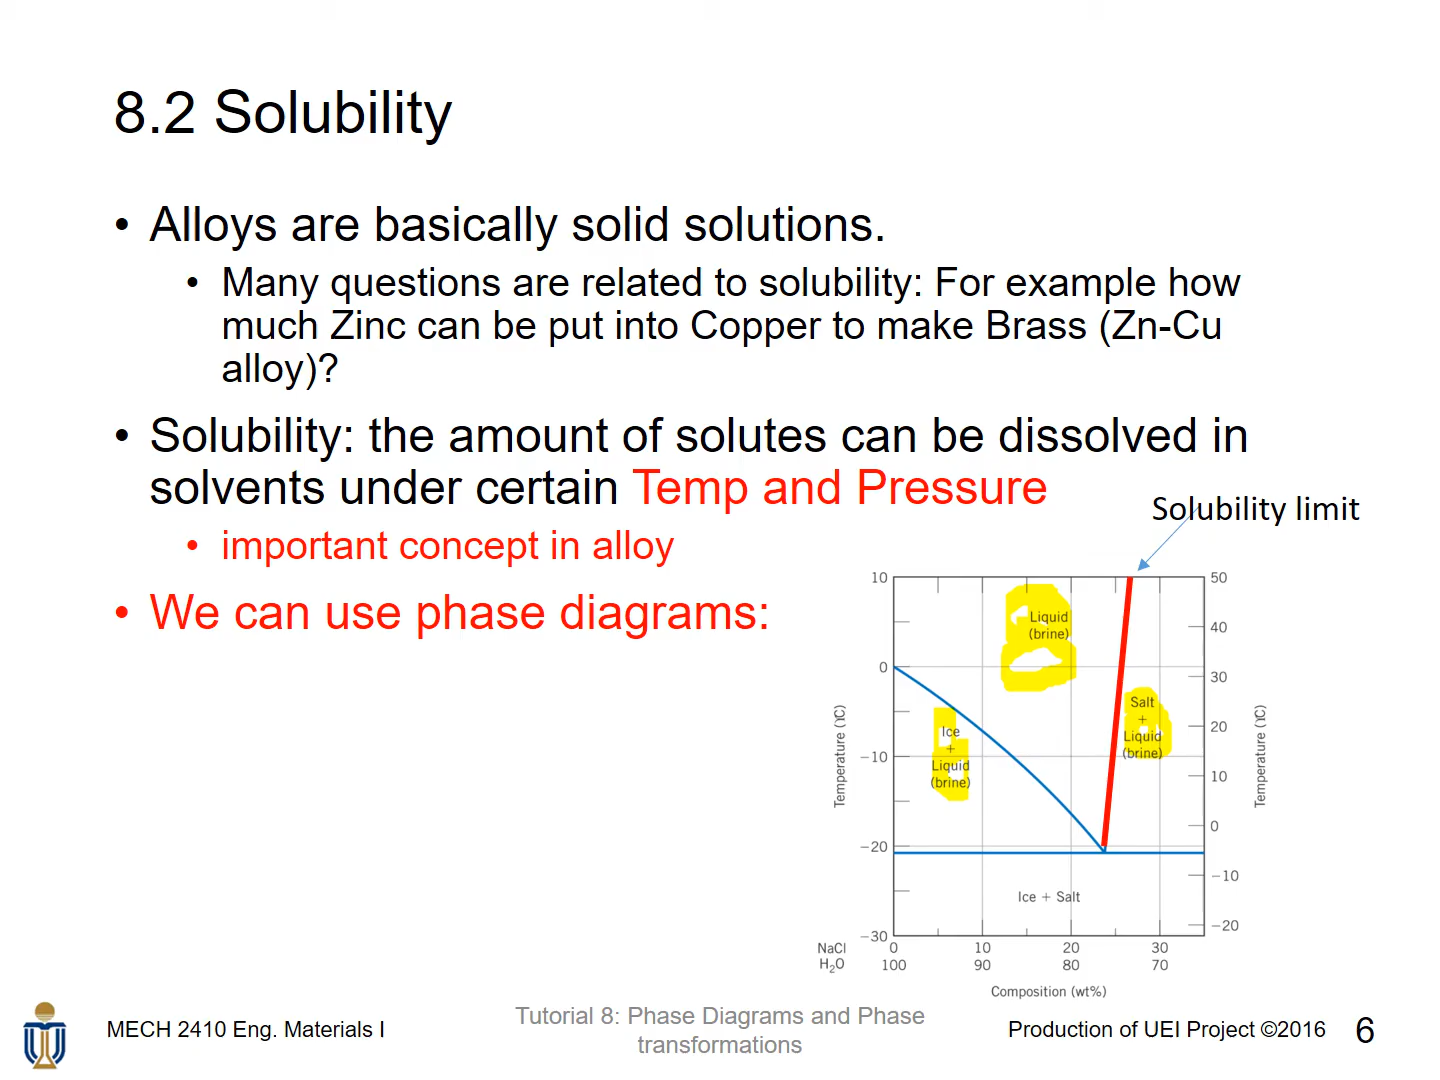 8.2 Solubility
• Alloys are basically solid solutions.
• Many questions are related to solubility: For example how
much Zinc can be put into Copper to make Brass (Zn-Cu
alloy)?
• Solubility: the amount of solutes can be dissolved in
solvents under certain Temp and Pressure
Solubility limit
• important concept in alloy
• We can use phase diagrams:
10
0
−10
−20
−30
Temperature (°C)
Liquid
(brine)
Ice
+
Liquid
(brine)
Salt
+
Liquid
(brine)
Ice + Salt
50
40
30
20
10
0
−10
−20
Temperature (°C)
NaCl 0 10 20 30
H₂O 100 90 80 70
Composition (wt%)
MECH 2410 Eng. Materials I
Tutorial 8: Phase Diagrams and Phase
transformations
Production of UEI Project ©2016
6